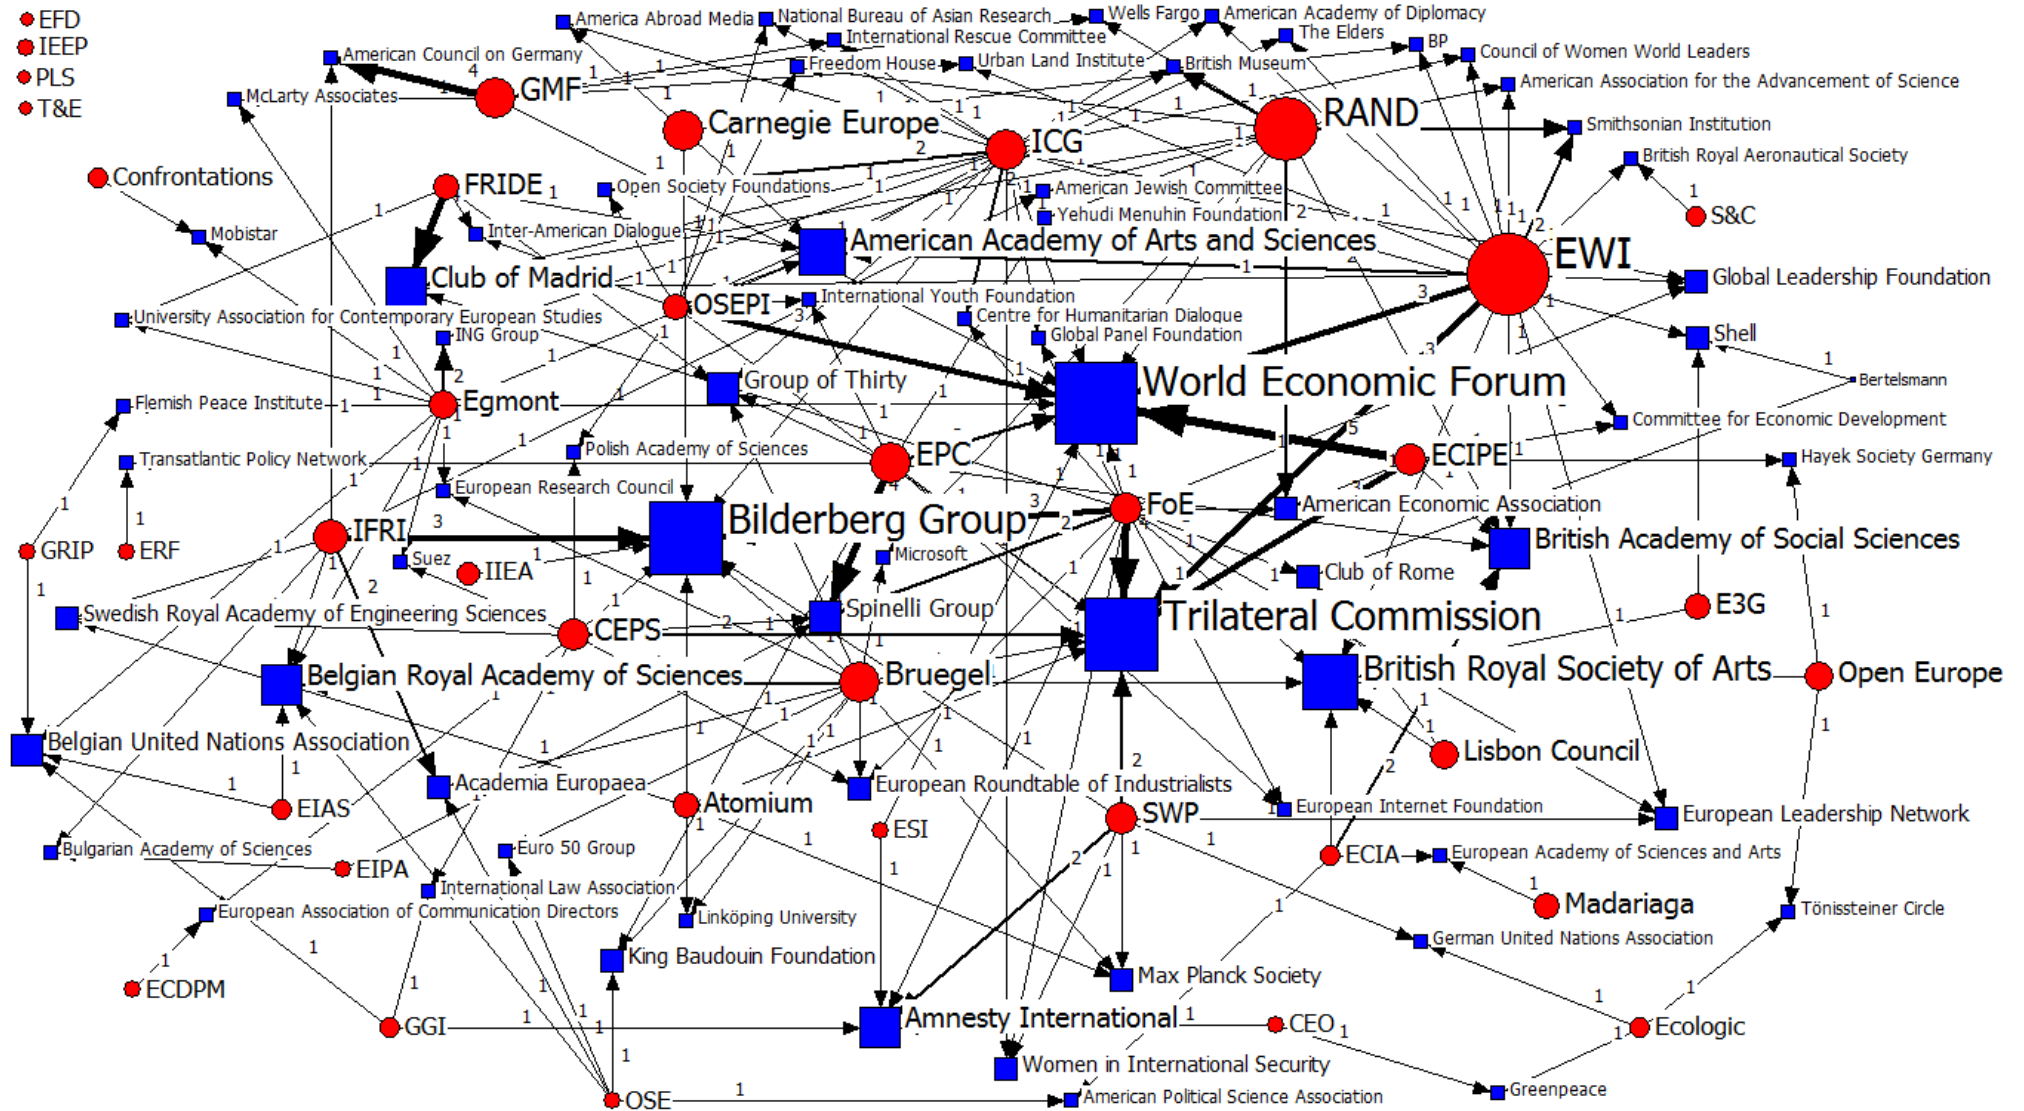 EFD
IEEP
PLS
T&E
America Abroad Media
National Bureau of Asian Research
Wells Fargo
American Academy of Diplomacy
International Rescue Committee
The Elders
BP
Council of Women World Leaders
American Council on Germany
Freedom House
Urban Land Institute
British Museum
American Association for the Advancement of Science
McLarty Associates
GMF
Carnegie Europe
ICG
RAND
Smithsonian Institution
British Royal Aeronautical Society
Confrontations
FRIDE
Open Society Foundations
American Jewish Committee
Yehudi Menuhin Foundation
S&C
Mobistar
Inter-American Dialogue
American Academy of Arts and Sciences
EWI
Club of Madrid
Global Leadership Foundation
OSEPI
International Youth Foundation
Centre for Humanitarian Dialogue
University Association for Contemporary European Studies
ING Group
Global Panel Foundation
Shell
Group of Thirty
World Economic Forum
Bertelsmann
Flemish Peace Institute
Egmont
Committee for Economic Development
Transatlantic Policy Network
Polish Academy of Sciences
EPC
ECIPE
Hayek Society Germany
European Research Council
Bilderberg Group
FoE
American Economic Association
British Academy of Social Sciences
GRIP
ERF
IFRI
Suez
IIEA
Microsoft
Club of Rome
Swedish Royal Academy of Engineering Sciences
CEPS
Spinelli Group
Trilateral Commission
E3G
Belgian Royal Academy of Sciences
Bruegel
British Royal Society of Arts
Open Europe
Belgian United Nations Association
Lisbon Council
Academia Europaea
European Roundtable of Industrialists
EIAS
Atomium
SWP
European Internet Foundation
European Leadership Network
ESI
Bulgarian Academy of Sciences
EIPA
Euro 50 Group
ECIA
European Academy of Sciences and Arts
International Law Association
Madariaga
European Association of Communication Directors
Linköping University
Tönissteiner Circle
King Baudouin Foundation
German United Nations Association
ECDPM
Max Planck Society
GGI
Amnesty International
CEO
Ecologic
Women in International Security
OSE
American Political Science Association
Greenpeace